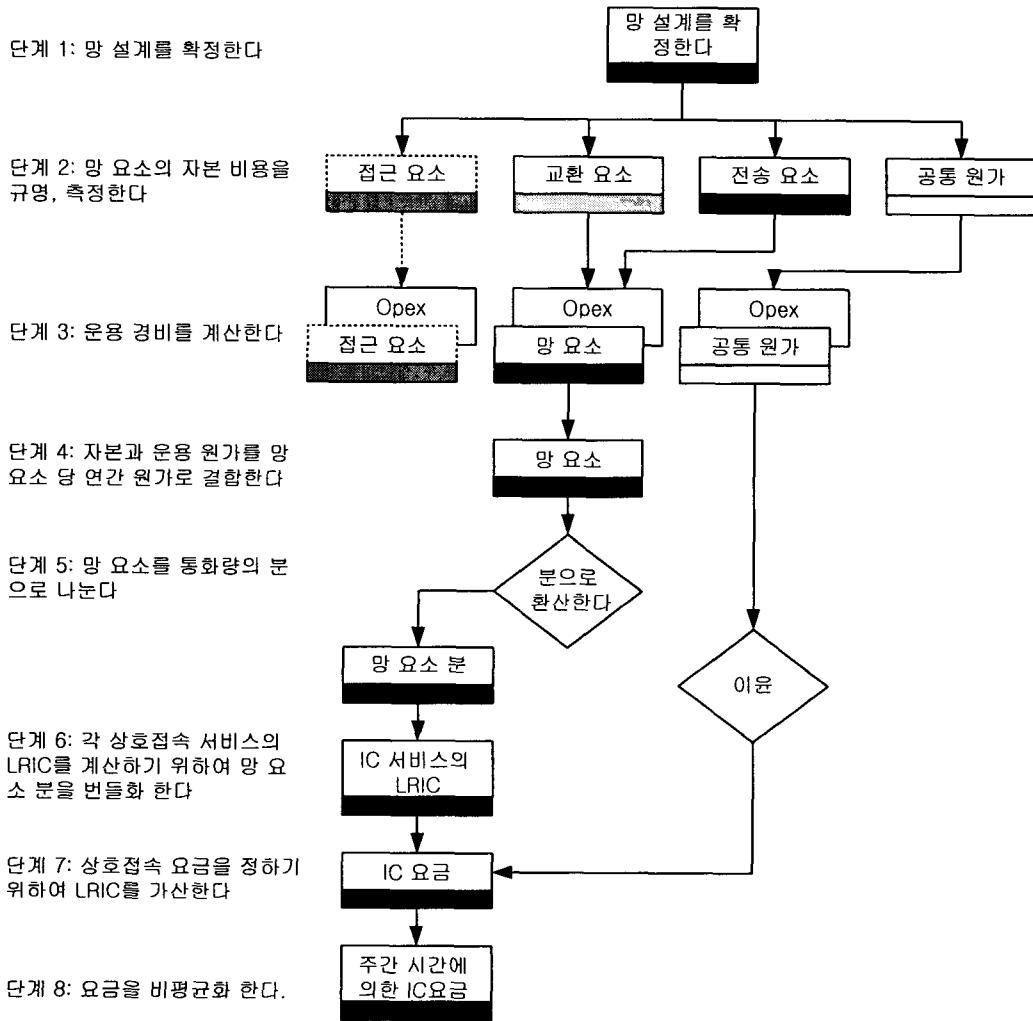 단계 1: 망 설계를 확정한다
망 설계를 확
정한다
단계 2: 망 요소의 자본 비용을
규명, 측정한다
접근 요소
교환 요소
전송 요소
공통 원가
단계 3: 운용 경비를 계산한다
Opex
접근 요소
Opex
망 요소
Opex
공통 원가
단계 4: 자본과 운용 원가를 망
요소 당 연간 원가로 결합한다
망 요소
단계 5: 망 요소를 통화량의 분
으로 나눈다
분으로
환산한다
망 요소 분
이윤
단계 6: 각 상호접속 서비스의
LRIC를 계산하기 위하여 망 요
소 분을 번들화 한다
IC 서비스의
LRIC
단계 7: 상호접속 요금을 정하기
위하여 LRIC를 가산한다
IC 요금
단계 8: 요금을 비평균화 한다.
주간 시간에
의한 IC요금